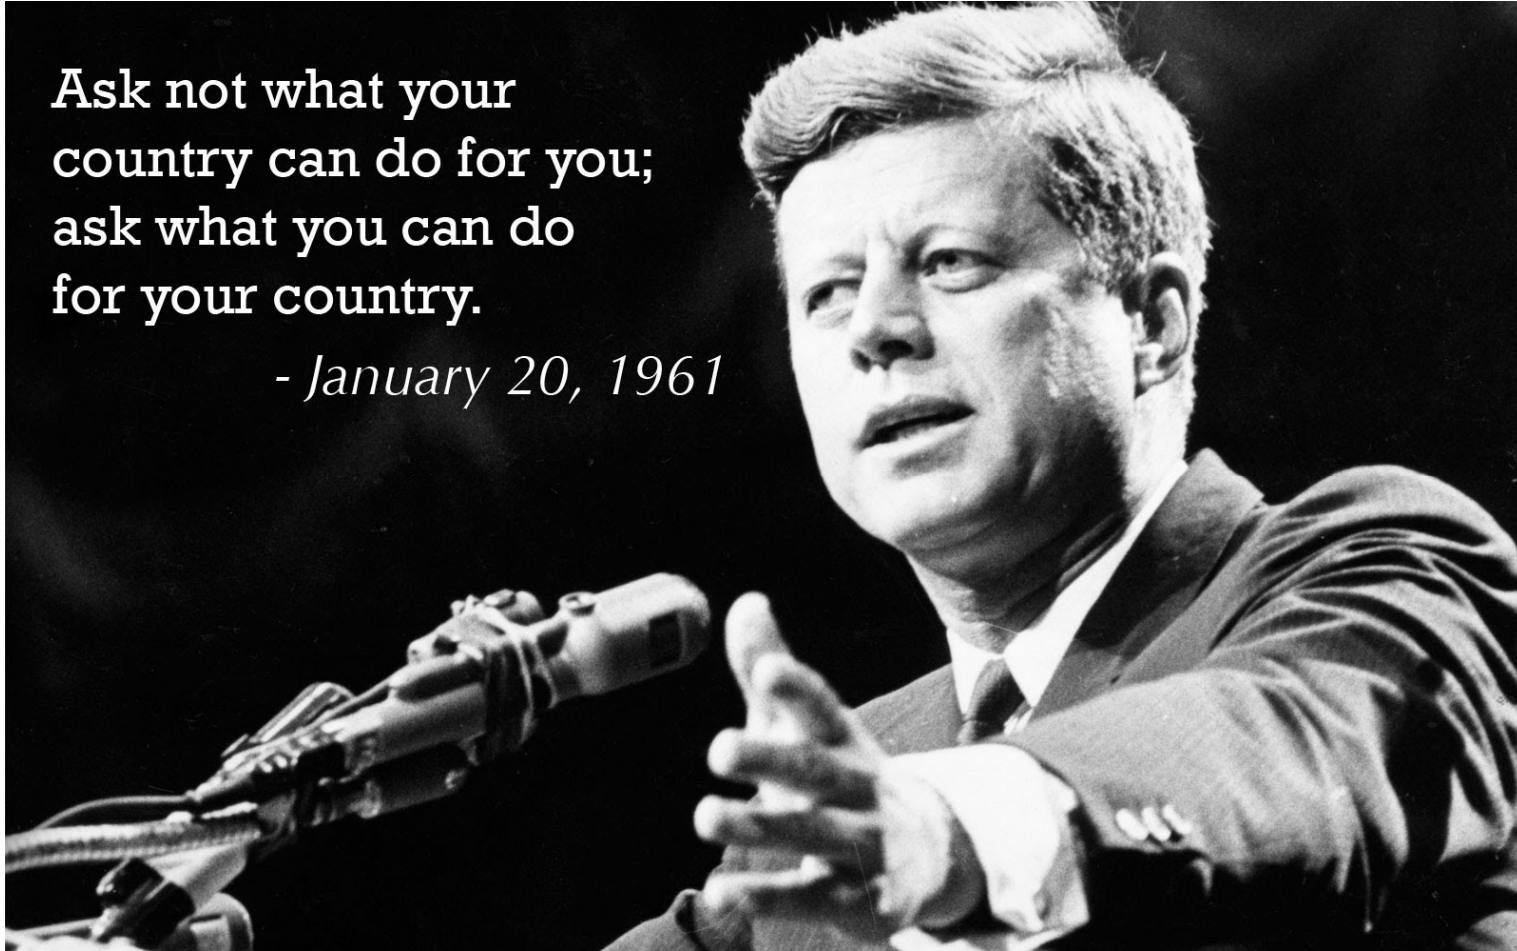 Ask not what your
country can do for you;
ask what you can do
for your country.
- January 20, 1961